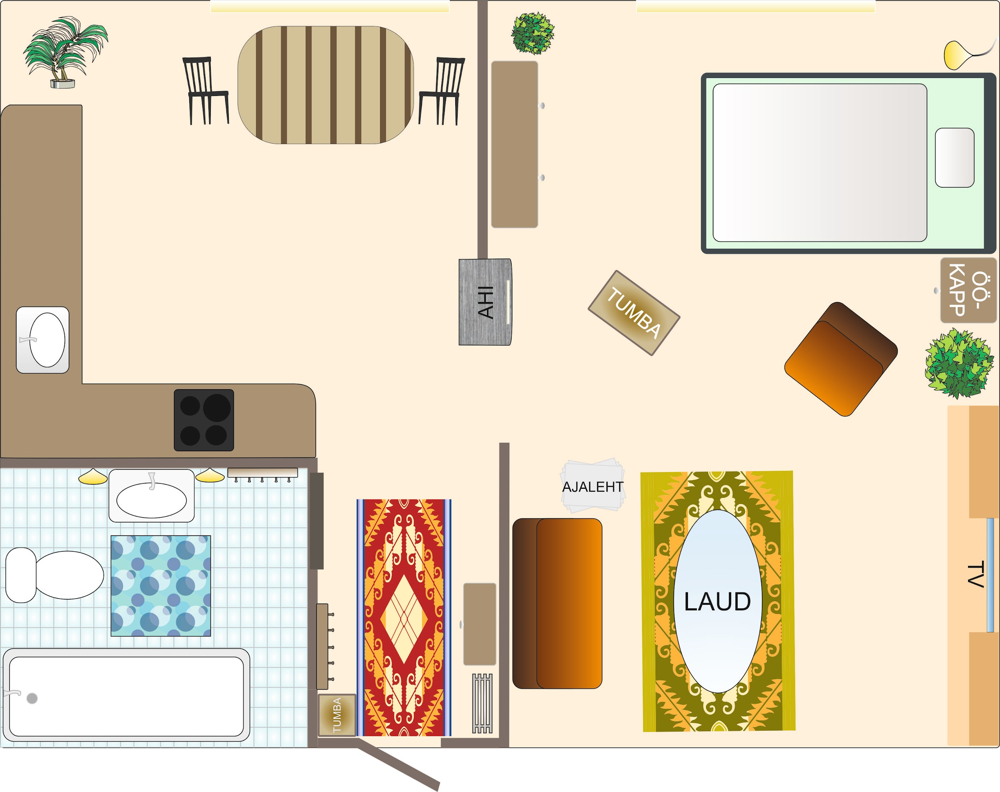 ÖÖ-
KAPP
AHI
TUMBA
AJALEHT
TV
LAUD
TUMBA